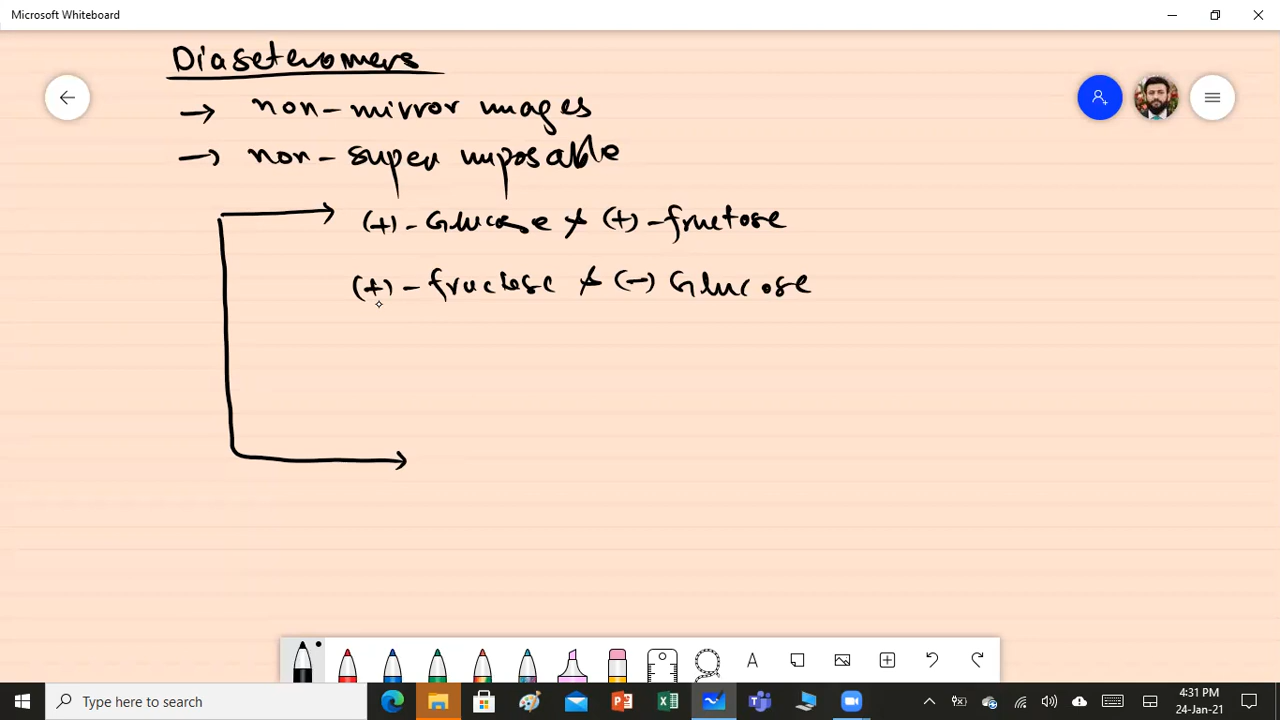 Microsoft Whiteboard
Diaseteromers
→ non-mirror images
→ non-super imposable
(+)-Glucose & (+)-fructose
(+)-fructose & (-) Glucose
A
Type here to search
4:31 PM
24-Jan-21